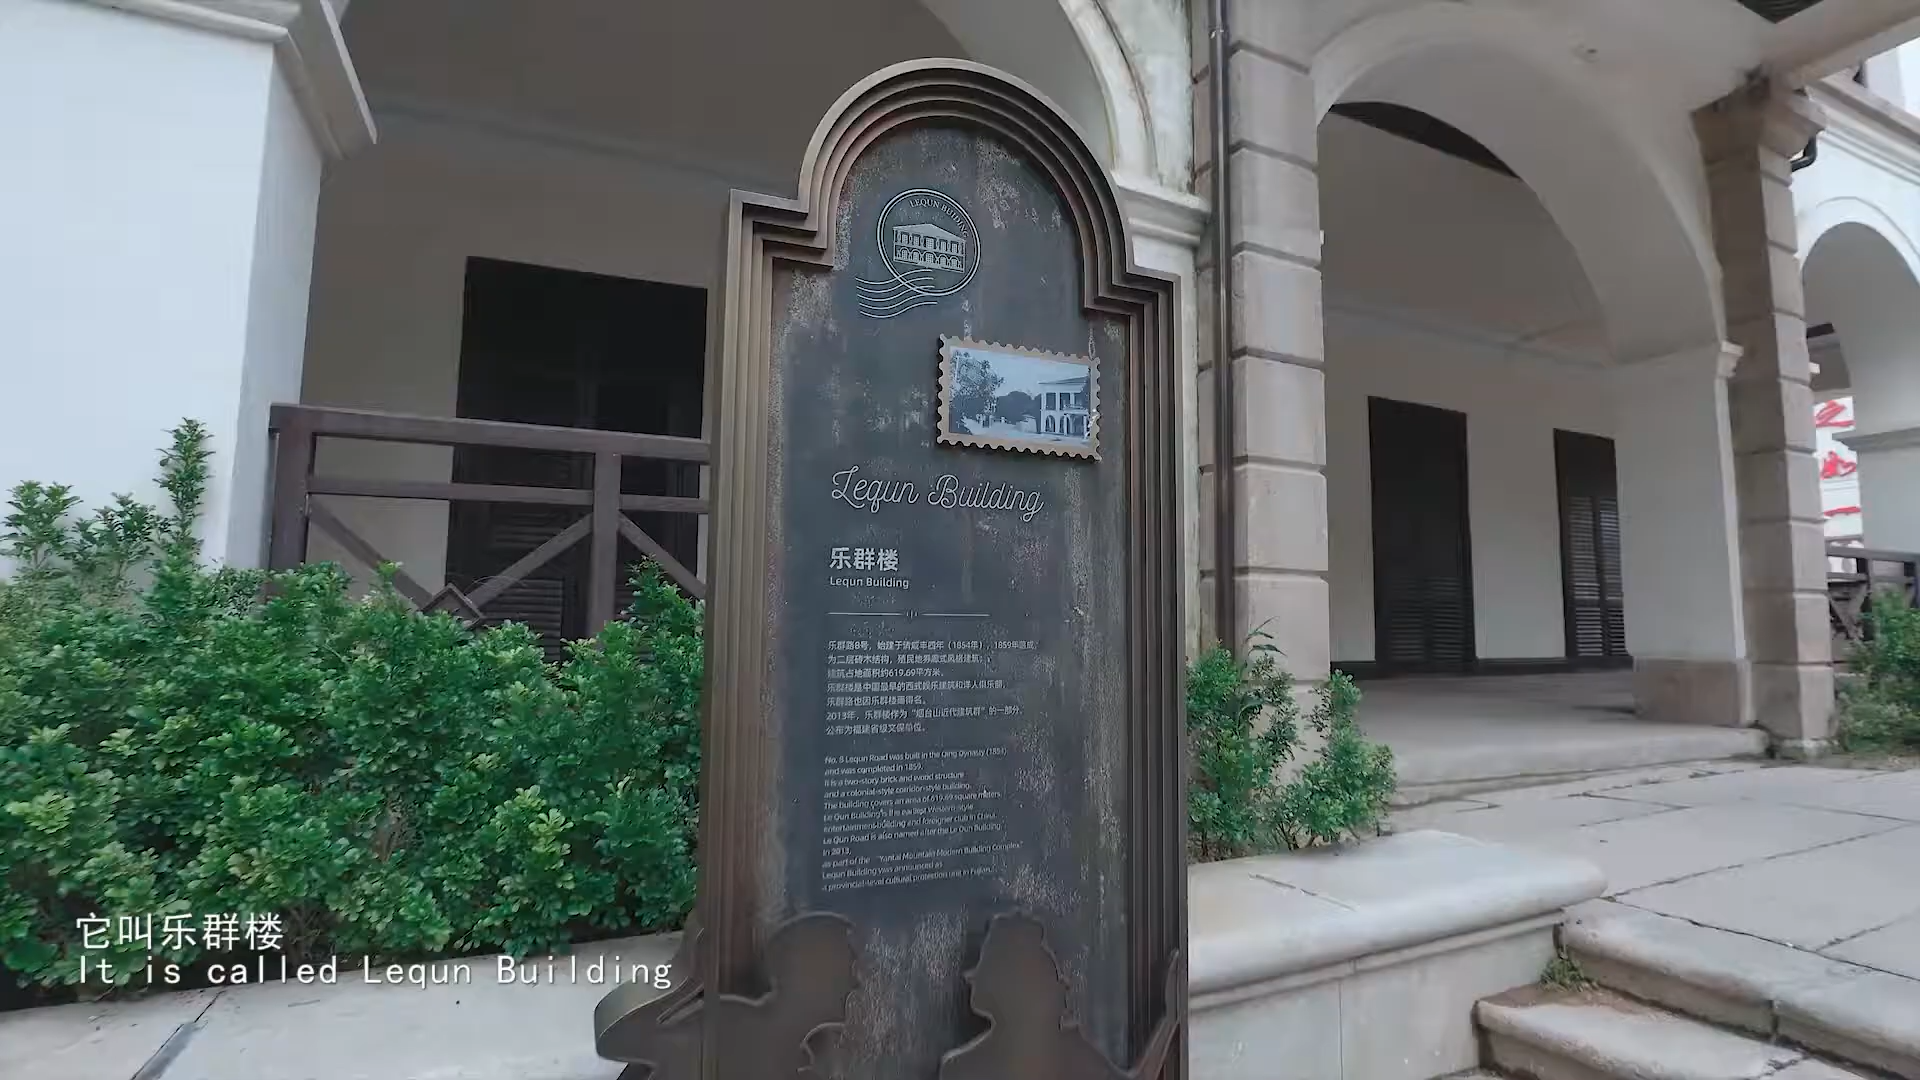 LEQUN BUIDING
Lequn Building
乐群楼
Lequn Building
乐群路8号，始建于清咸丰四年（1854年），1859年落成，
为二层砖木结构，殖民地券廊式风格建筑；
建筑占地面积约619.69平方米。
乐群楼是中国最早的西式娱乐建筑和洋人俱乐部，
乐群路也因乐群楼而得名。
2013年，乐群楼作为“烟台山近代建筑群”的一部分，
公布为福建省级文保单位。
No. 8 Lequn Road was built in the Qing Dynasty (1854)
and was completed in 1859.
It is a two-story brick and wood structure
and a colonial-style corridor-style building.
The building covers an area of 619.69 square meters.
Le Qun Building is the earliest Western-style
entertainment building and foreigner club in China.
Le Qun Road is also named after the Le Qun Building.
In 2013,
as part of the "Yantai Mountain Modern Building Complex"
Lequn Building was announced as
a provincial-level cultural protection unit in Fujian.
它叫乐群楼
It is called Lequn Building